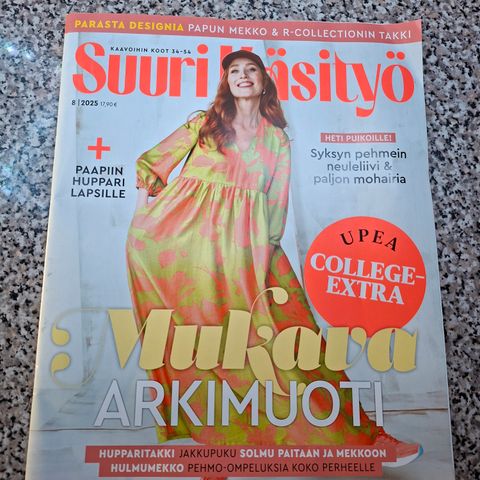 PARASTA DESIGNIA PAPUN MEKKO & R-COLLECTIONIN TAKKI
KAAVOIHIN KOOT 34-54
Suuri Käsityö
8 | 2025 17,90 €
+
PAAPIIN
HUPPARI
LAPSILLE
HETI PUIKOILLE!
Syksyn pehmein
neuleliivi &
paljon mohairia
UPEA
COLLEGE-
EXTRA
Mukava
ARKIMUOTI
HUPPARITAKKI JAKKUPUKU SOLMU PAITAAN JA MEKKOON
HULMUMEKKO PEHMO-OMPELUKSIA KOKO PERHEELLE